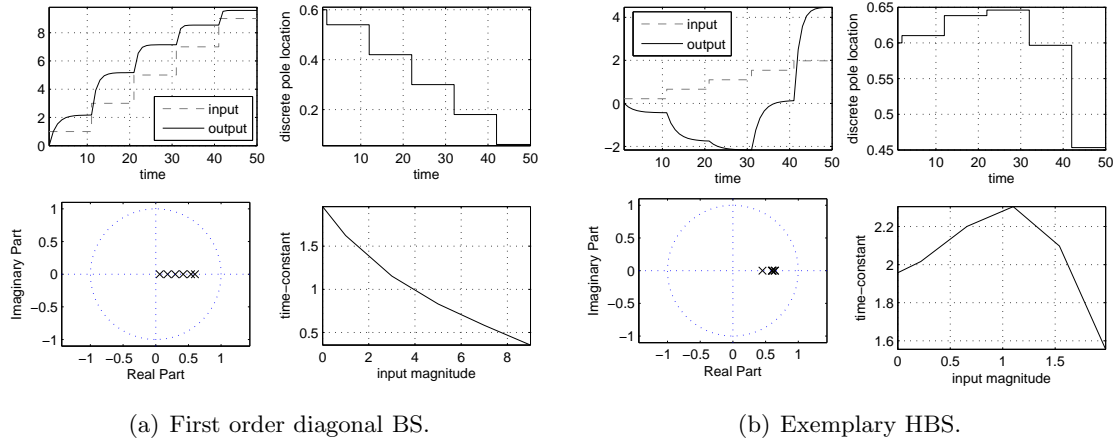 8
6
4
2
0
10 20 30 40 50
time
input
output
discrete pole location
0.6
0.4
0.2
10 20 30 40 50
time
Imaginary Part
1
0.5
0
−0.5
−1
−1 −0.5 0 0.5 1
Real Part
time−constant
1.5
1
0.5
0 2 4 6 8
input magnitude
(a) First order diagonal BS.
4
2
0
−2
10 20 30 40 50
time
input
output
discrete pole location
0.65
0.6
0.55
0.5
0.45
10 20 30 40 50
time
Imaginary Part
1
0.5
0
−0.5
−1
−1 −0.5 0 0.5 1
Real Part
time−constant
2.2
2
1.8
1.6
0 0.5 1 1.5
input magnitude
(b) Exemplary HBS.